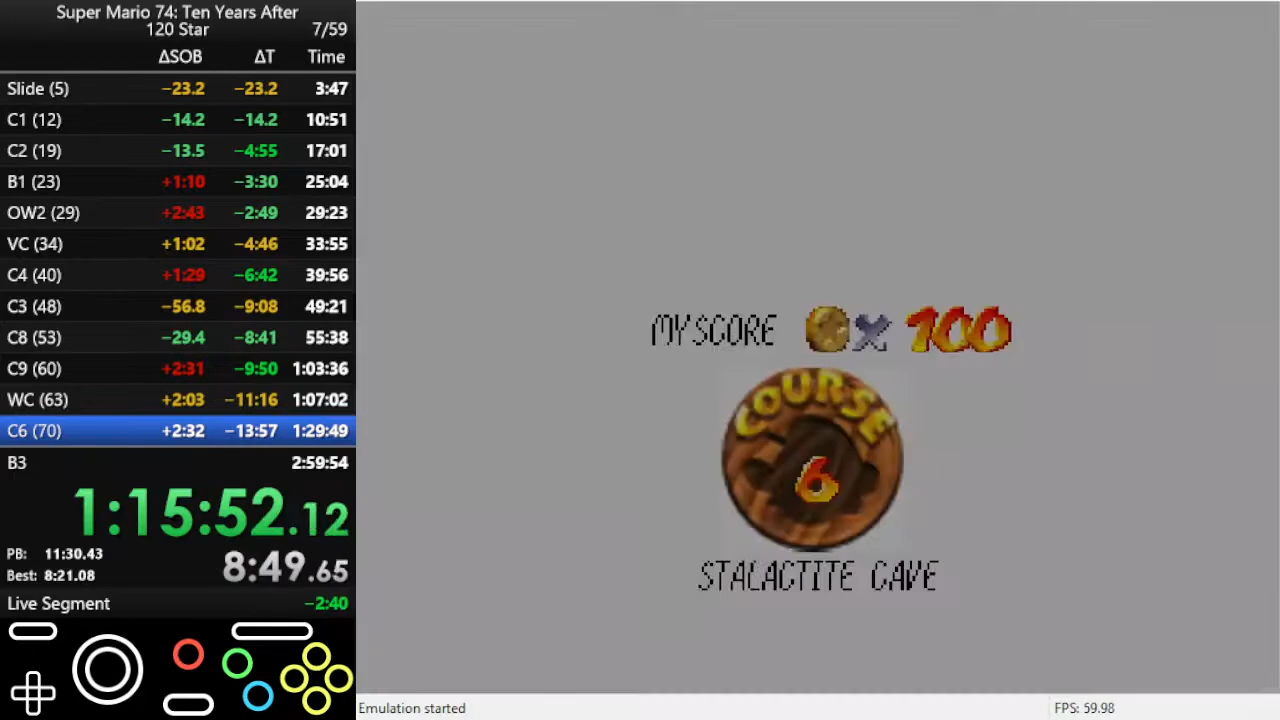 Super Mario 74: Ten Years After
120 Star 7/59
ΔSOB ΔT Time
Slide (5) −23.2 −23.2 3:47
C1 (12) −14.2 −14.2 10:51
C2 (19) −13.5 −4:55 17:01
B1 (23) +1:10 −3:30 25:04
OW2 (29) +2:43 −2:49 29:23
VC (34) +1:02 −4:46 33:55
C4 (40) +1:29 −6:42 39:56
C3 (48) −56.8 −9:08 49:21
C8 (53) −29.4 −8:41 55:38
C9 (60) +2:31 −9:50 1:03:36
WC (63) +2:03 −11:16 1:07:02
C6 (70) +2:32 −13:57 1:29:49
B3 2:59:54
1:15:52.12
PB: 11:30.43
Best: 8:21.08
8:49.65
Live Segment −2:40
MY SCORE × 100
COURSE
6
STALACTITE CAVE
Emulation started FPS: 59.98